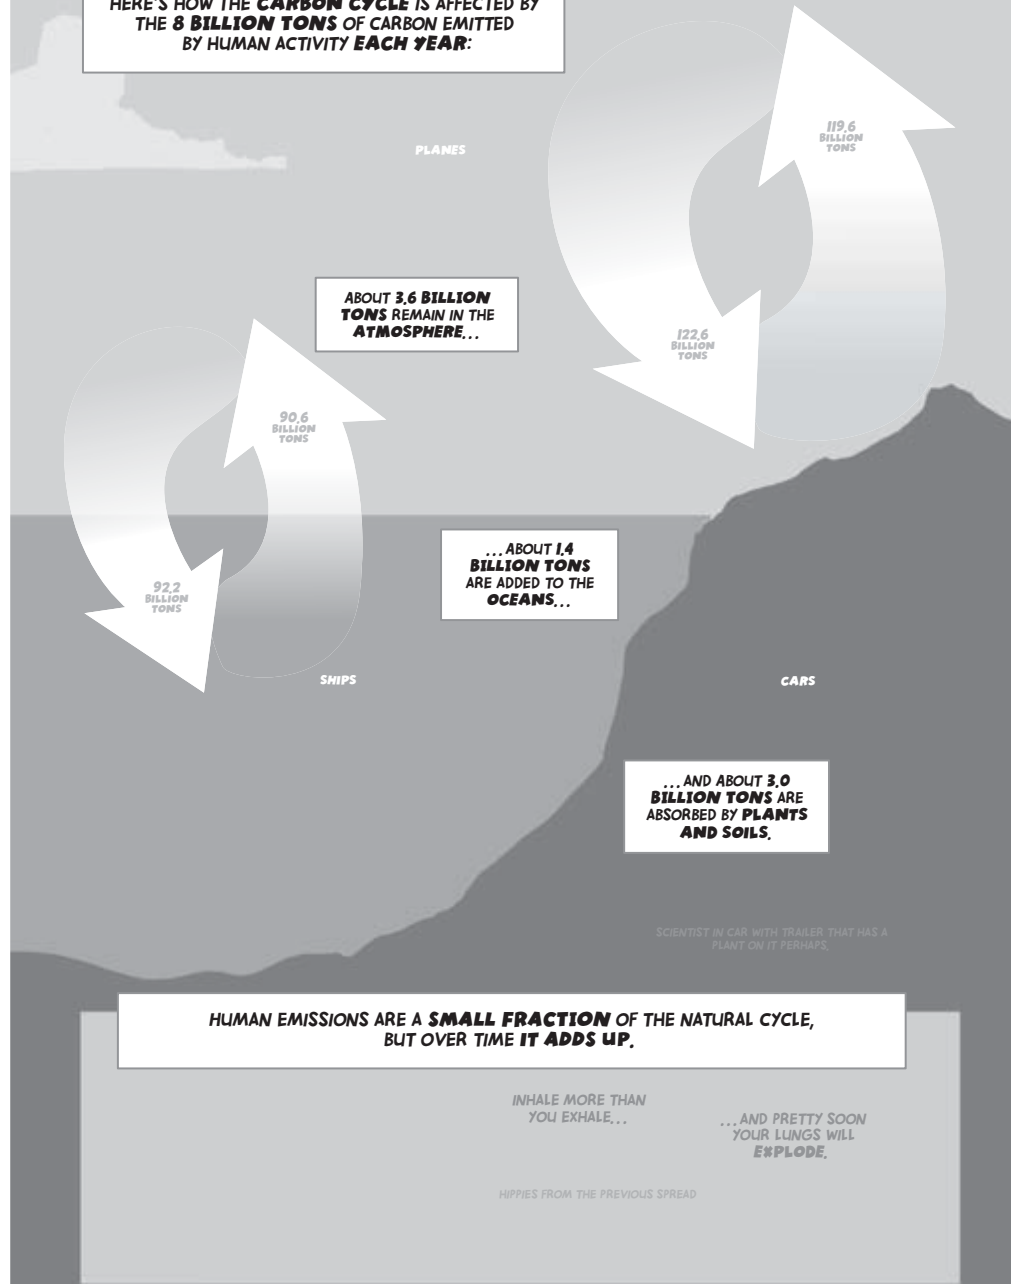 HERE'S HOW THE CARBON CYCLE IS AFFECTED BY
THE 8 BILLION TONS OF CARBON EMITTED
BY HUMAN ACTIVITY EACH YEAR:
119.6
BILLION
TONS
PLANES
ABOUT 3.6 BILLION
TONS REMAIN IN THE
ATMOSPHERE...
122.6
BILLION
TONS
90.6
BILLION
TONS
...ABOUT 1.4
BILLION TONS
ARE ADDED TO THE
OCEANS...
92.2
BILLION
TONS
SHIPS
CARS
...AND ABOUT 3.0
BILLION TONS ARE
ABSORBED BY PLANTS
AND SOILS.
SCIENTIST IN CAR WITH TRAILER THAT HAS A
PLANT ON IT PERHAPS.
HUMAN EMISSIONS ARE A SMALL FRACTION OF THE NATURAL CYCLE,
BUT OVER TIME IT ADDS UP.
INHALE MORE THAN
YOU EXHALE...
...AND PRETTY SOON
YOUR LUNGS WILL
EXPLODE.
HIPPIES FROM THE PREVIOUS SPREAD